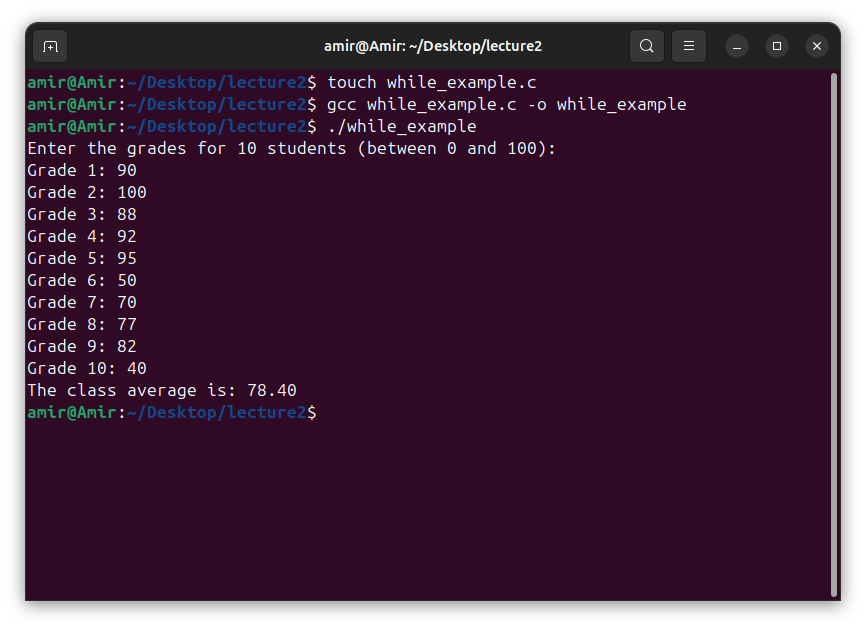 amir@Amir: ~/Desktop/lecture2
amir@Amir:~/Desktop/lecture2$ touch while_example.c
amir@Amir:~/Desktop/lecture2$ gcc while_example.c -o while_example
amir@Amir:~/Desktop/lecture2$ ./while_example
Enter the grades for 10 students (between 0 and 100):
Grade 1: 90
Grade 2: 100
Grade 3: 88
Grade 4: 92
Grade 5: 95
Grade 6: 50
Grade 7: 70
Grade 8: 77
Grade 9: 82
Grade 10: 40
The class average is: 78.40
amir@Amir:~/Desktop/lecture2$